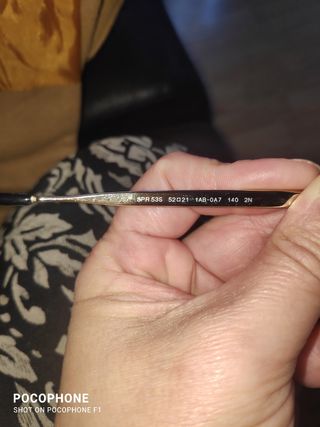 SPR 53S 52□21 1AB-0A7 140 2N
POCOPHONE
SHOT ON POCOPHONE F1